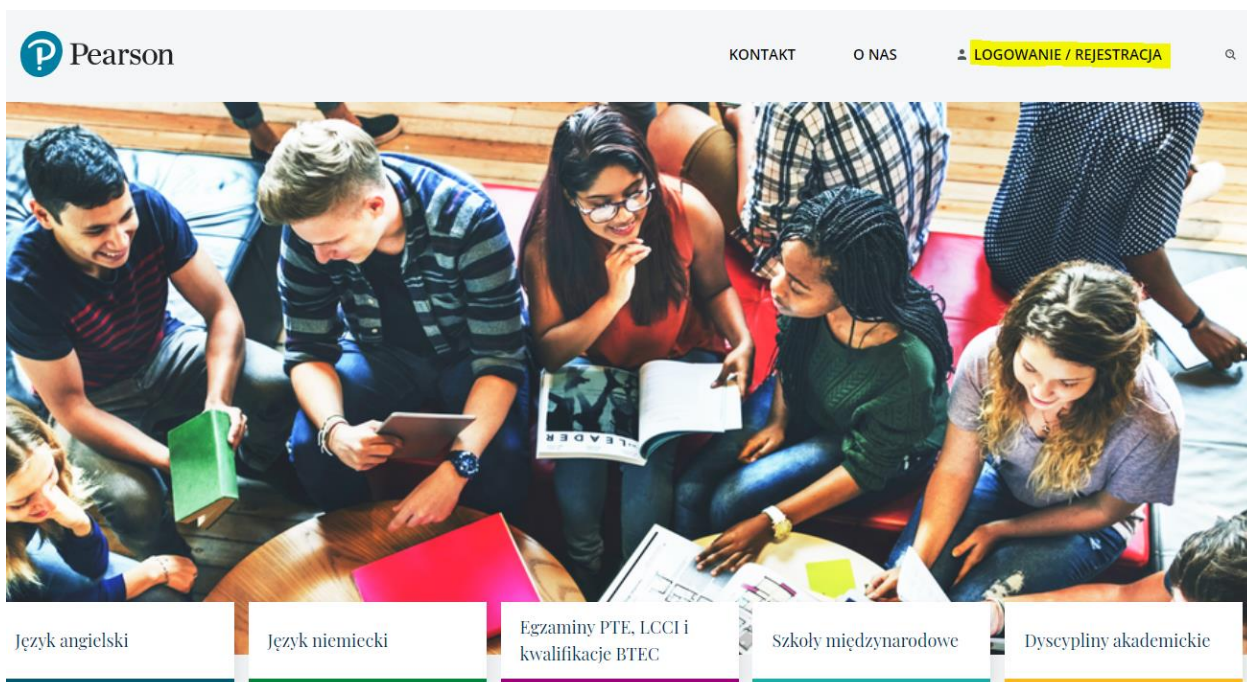 Pearson
KONTAKT
O NAS
LOGOWANIE / REJESTRACJA
LEADER
Język angielski
Język niemiecki
Egzaminy PTE, LCCI i
kwalifikacje BTEC
Szkoły międzynarodowe
Dyscypliny akademickie